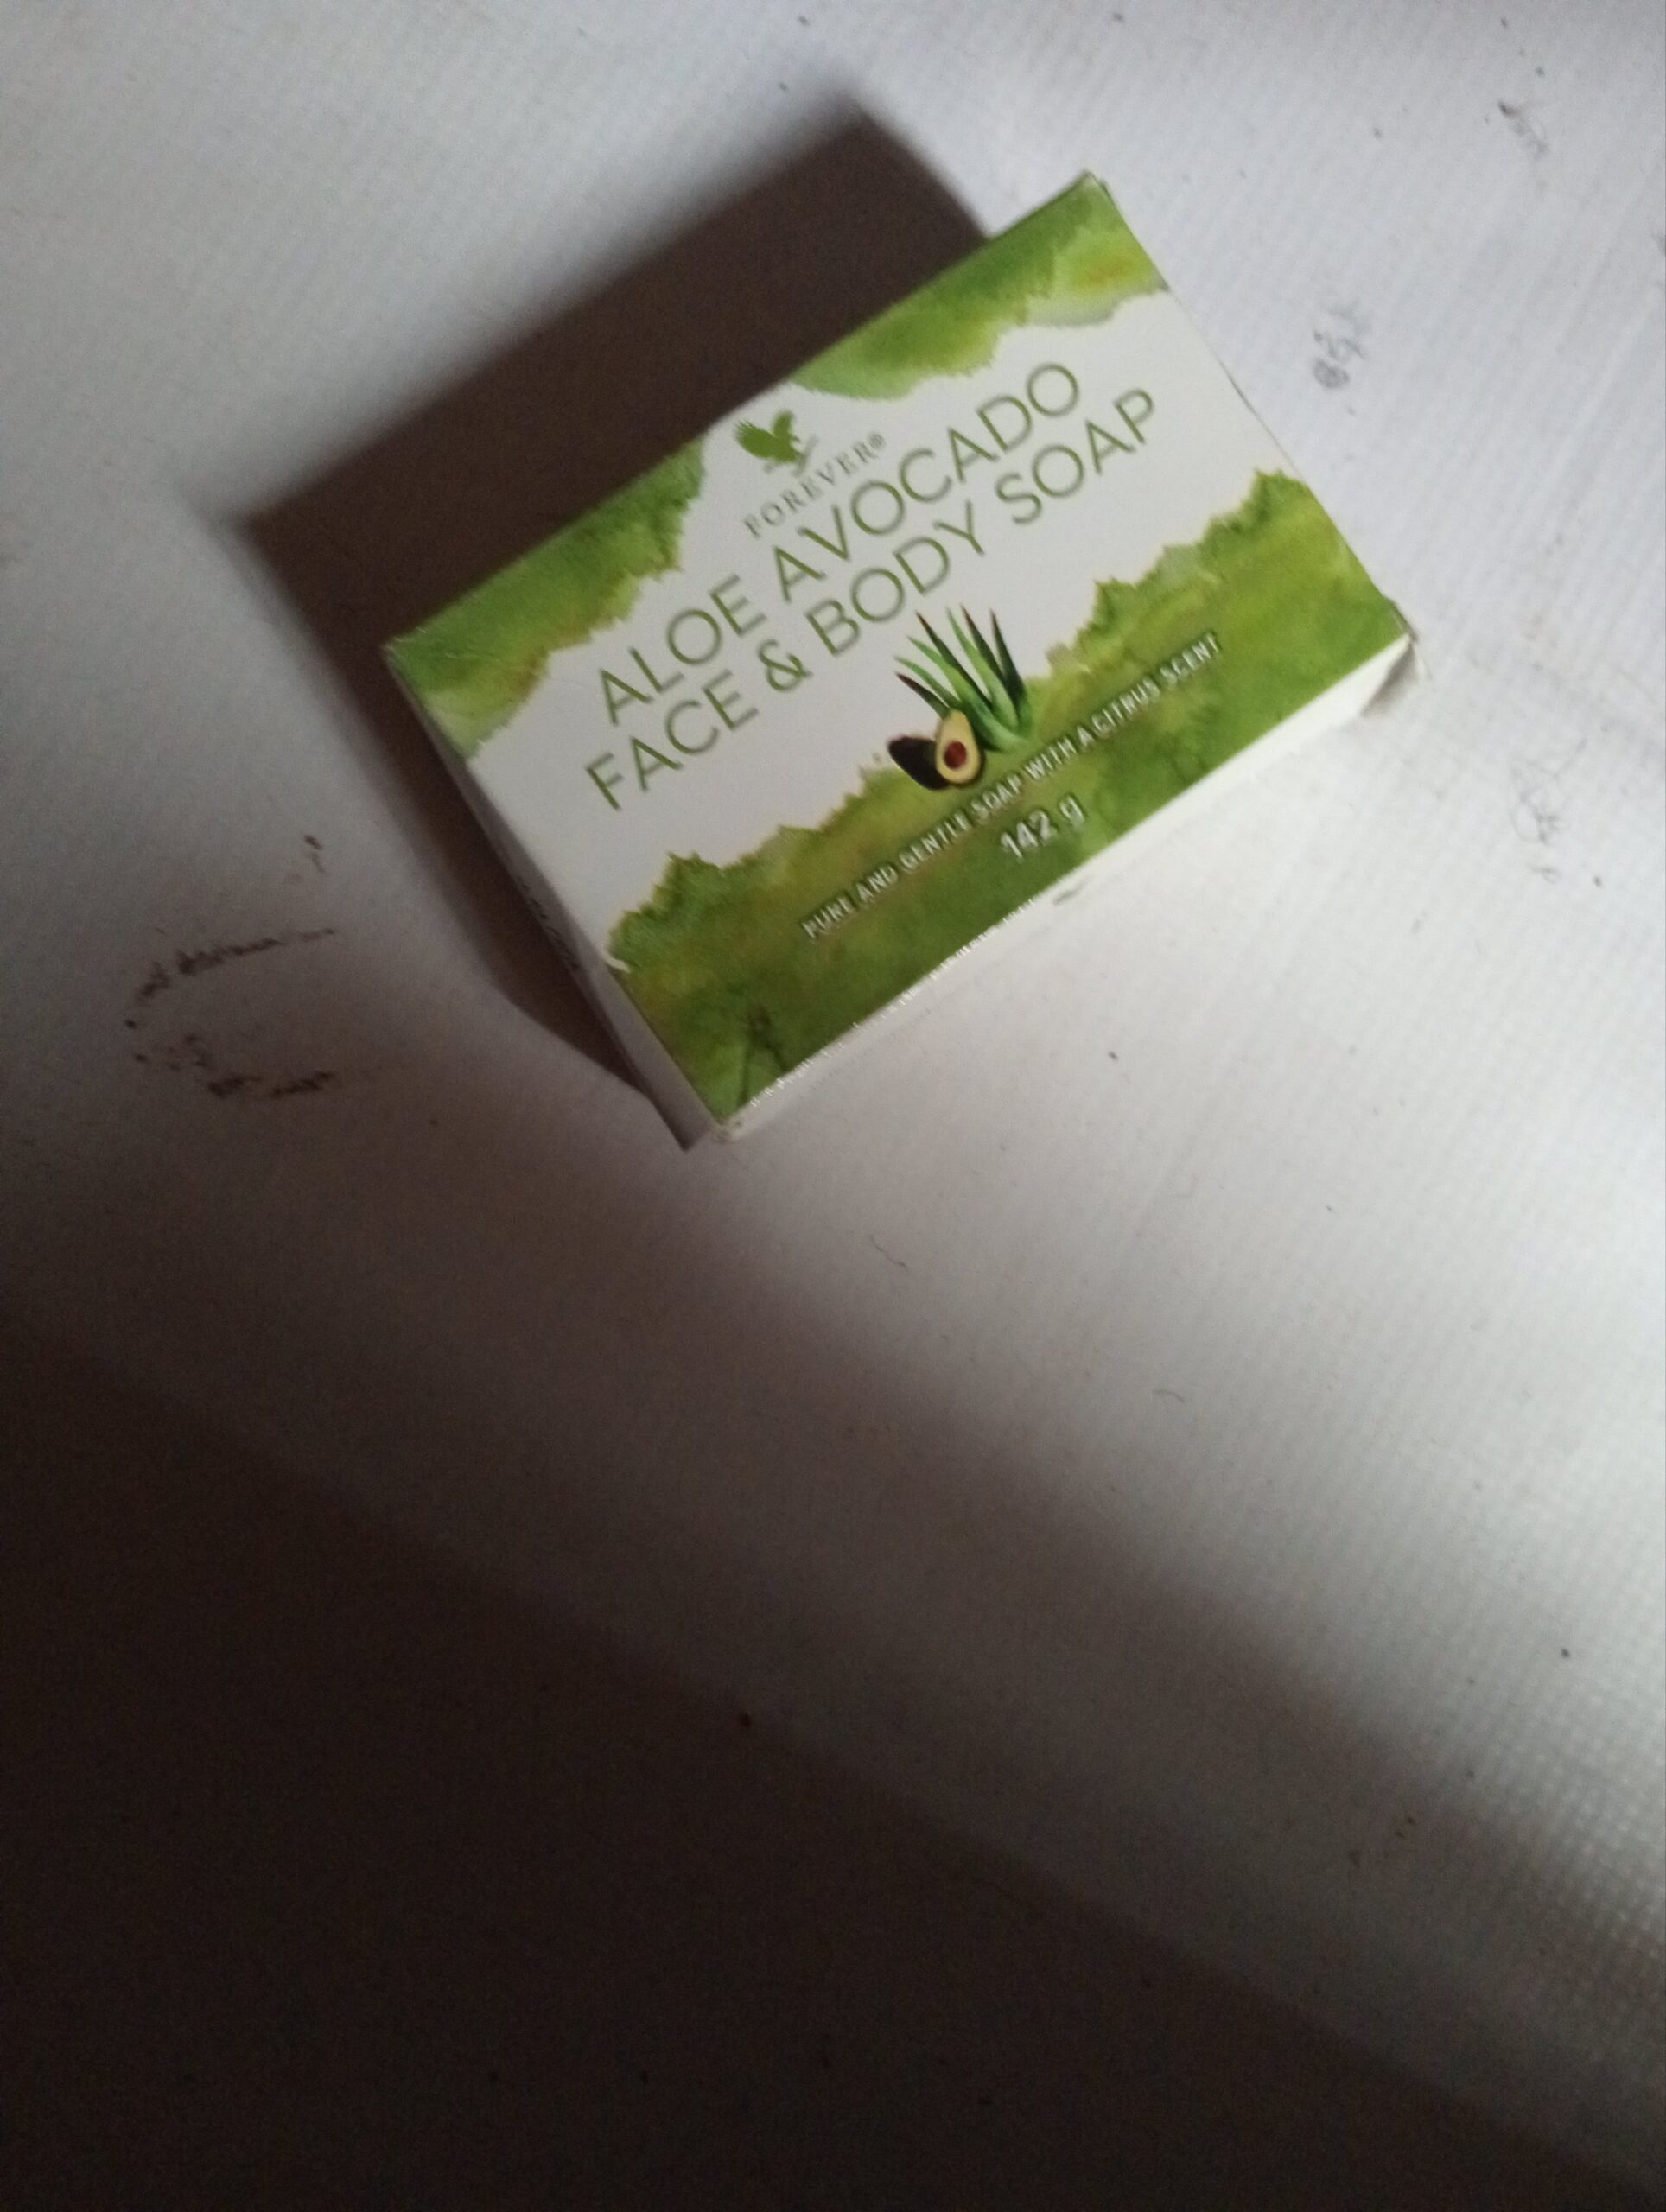 FOREVER®
ALOE AVOCADO
FACE & BODY SOAP
PURE AND GENTLE SOAP WITH A CITRUS SCENT
142 g